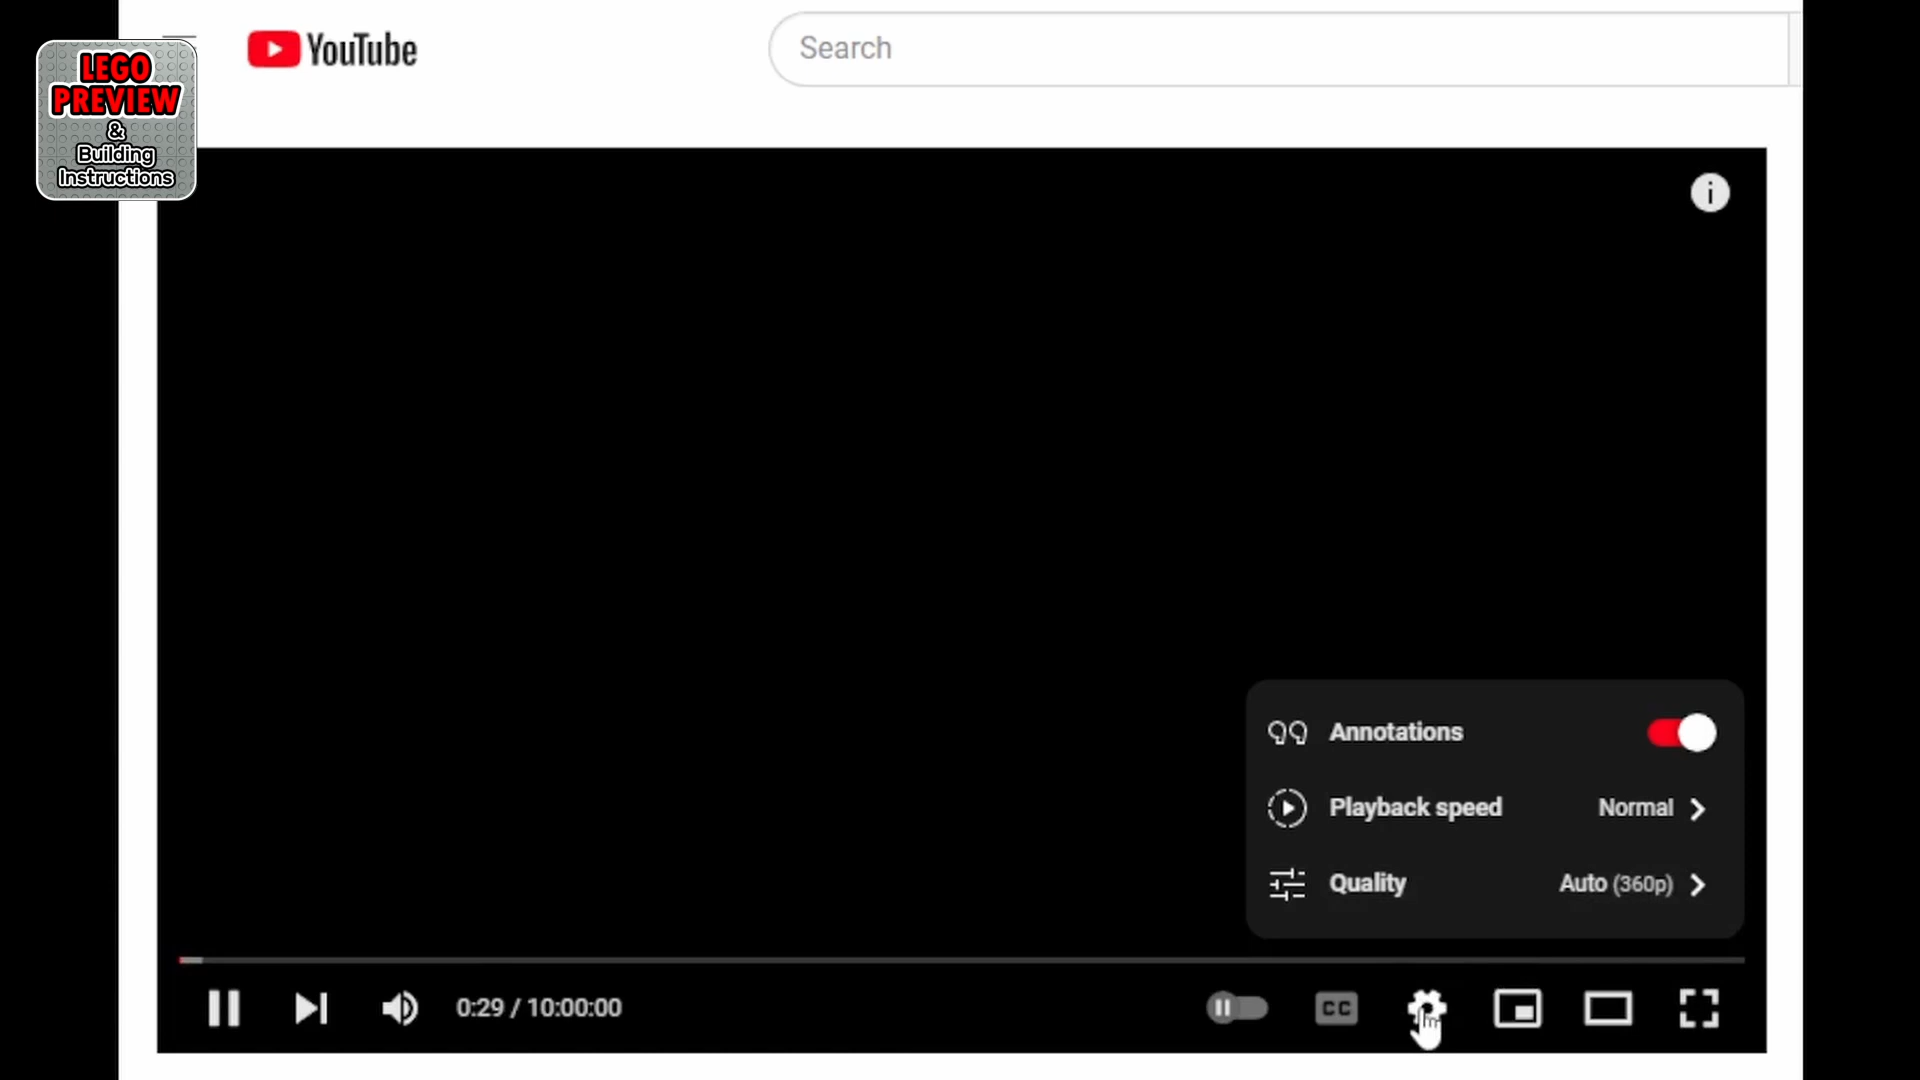 LEGO
PREVIEW
&
Building
Instructions
YouTube
Search
i
Annotations
Playback speed Normal
Quality Auto (360p)
0:29 / 10:00:00
CC